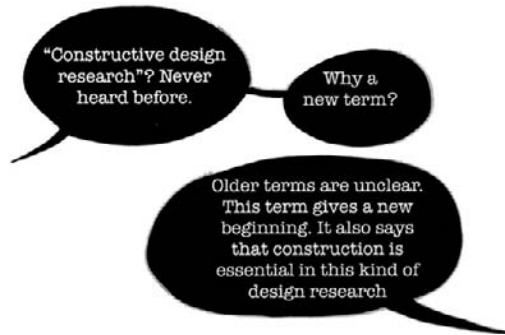 “Constructive design
research”? Never
heard before.
Why a
new term?
Older terms are unclear.
This term gives a new
beginning. It also says
that construction is
essential in this kind of
design research